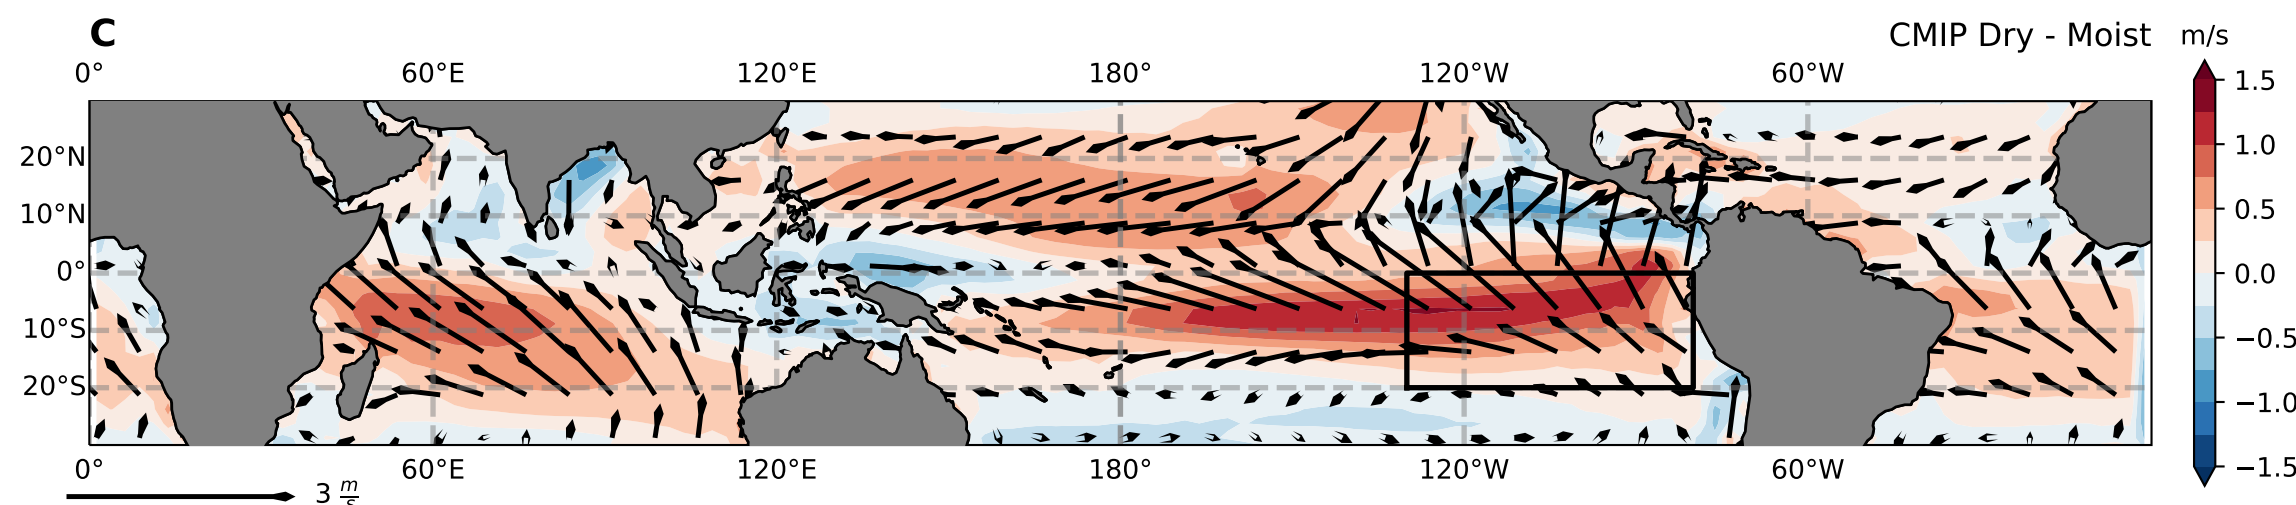 C
CMIP Dry - Moist m/s
0° 60°E 120°E 180° 120°W 60°W
1.5
1.0
0.5
0.0
−0.5
−1.0
−1.5
20°N
10°N
0°
10°S
20°S
0° 60°E 120°E 180° 120°W 60°W
3 m/s